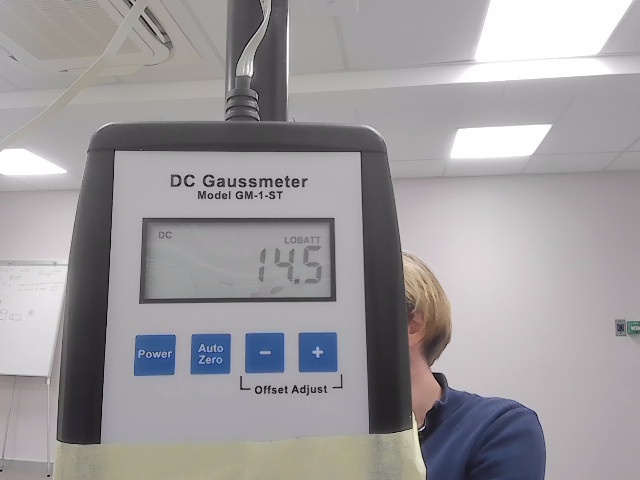 DC Gaussmeter
Model GM-1-ST
DC
LOBATT
14.5
Power
Auto
Zero
−
+
Offset Adjust